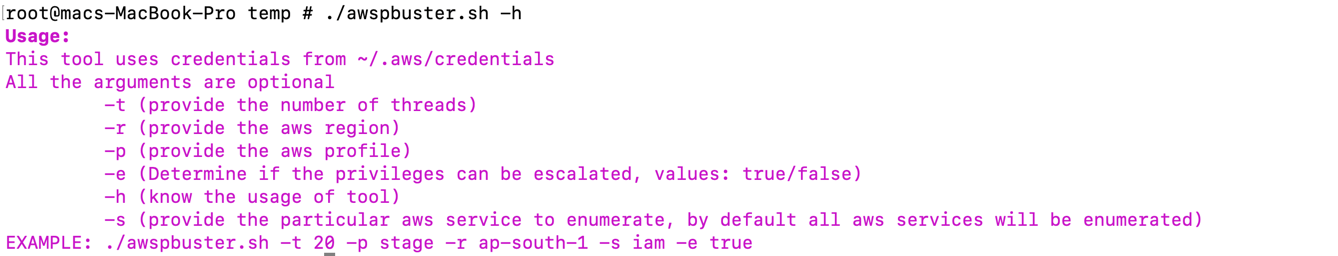 root@macs-MacBook-Pro temp # ./awspbuster.sh -h
Usage:
This tool uses credentials from ~/.aws/credentials
All the arguments are optional
-t (provide the number of threads)
-r (provide the aws region)
-p (provide the aws profile)
-e (Determine if the privileges can be escalated, values: true/false)
-h (know the usage of tool)
-s (provide the particular aws service to enumerate, by default all aws services will be enumerated)
EXAMPLE: ./awspbuster.sh -t 20 -p stage -r ap-south-1 -s iam -e true